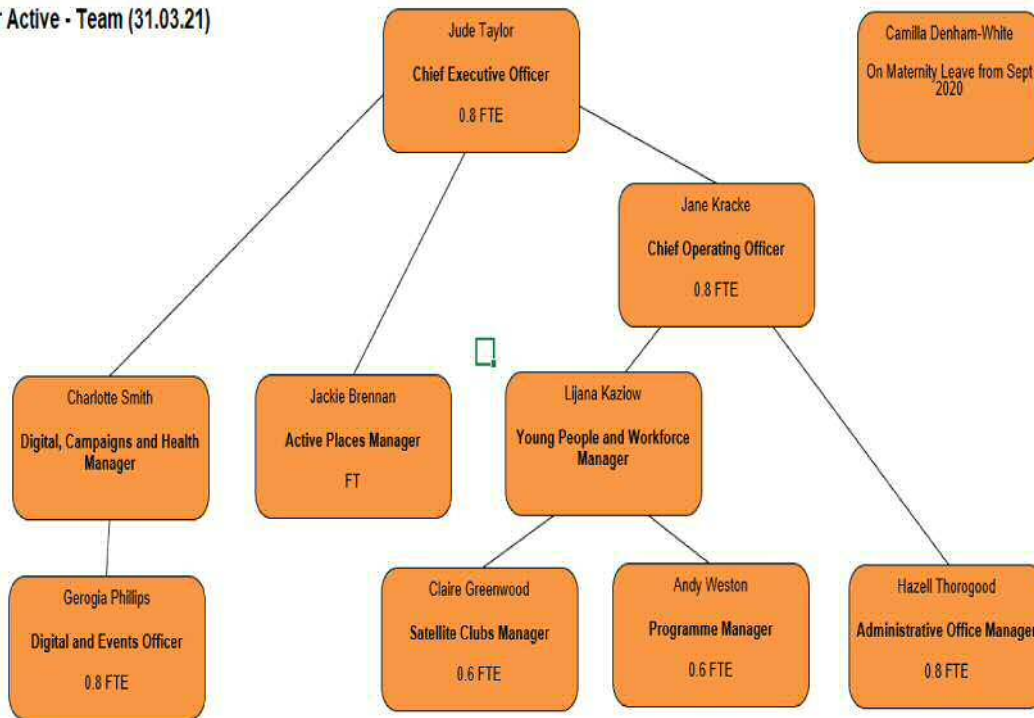 Active - Team (31.03.21)
Jude Taylor
Chief Executive Officer
0.8 FTE
Camilla Denham-White
On Maternity Leave from Sept
2020
Jane Kracke
Chief Operating Officer
0.8 FTE
Charlotte Smith
Digital, Campaigns and Health
Manager
Jackie Brennan
Active Places Manager
FT
Lijana Kaziow
Young People and Workforce
Manager
Gerogia Phillips
Digital and Events Officer
0.8 FTE
Claire Greenwood
Satellite Clubs Manager
0.6 FTE
Andy Weston
Programme Manager
0.6 FTE
Hazell Thorogood
Administrative Office Manager
0.8 FTE